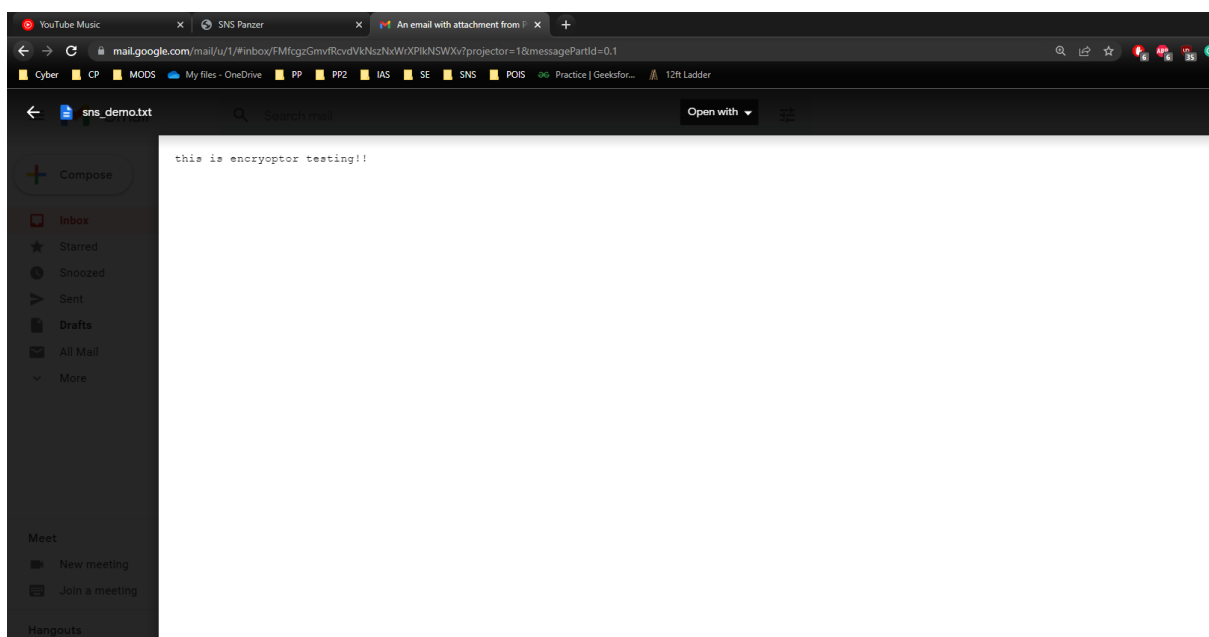 YouTube Music SNS Panzer An email with attachment from P
mail.google.com/mail/u/1/#inbox/FMfcgzGmvfRcvdVkNszNxWrXPlkNSWXv?projector=1&messagePartId=0.1
6 6 35
Cyber CP MODS My files - OneDrive PP PP2 IAS SE SNS POIS Practice | Geeksfor... 12ft Ladder
sns_demo.txt Search mail Open with
this is encryoptor testing!!
Compose
Inbox
Starred
Snoozed
Sent
Drafts
All Mail
More
Meet
New meeting
Join a meeting
Hangouts